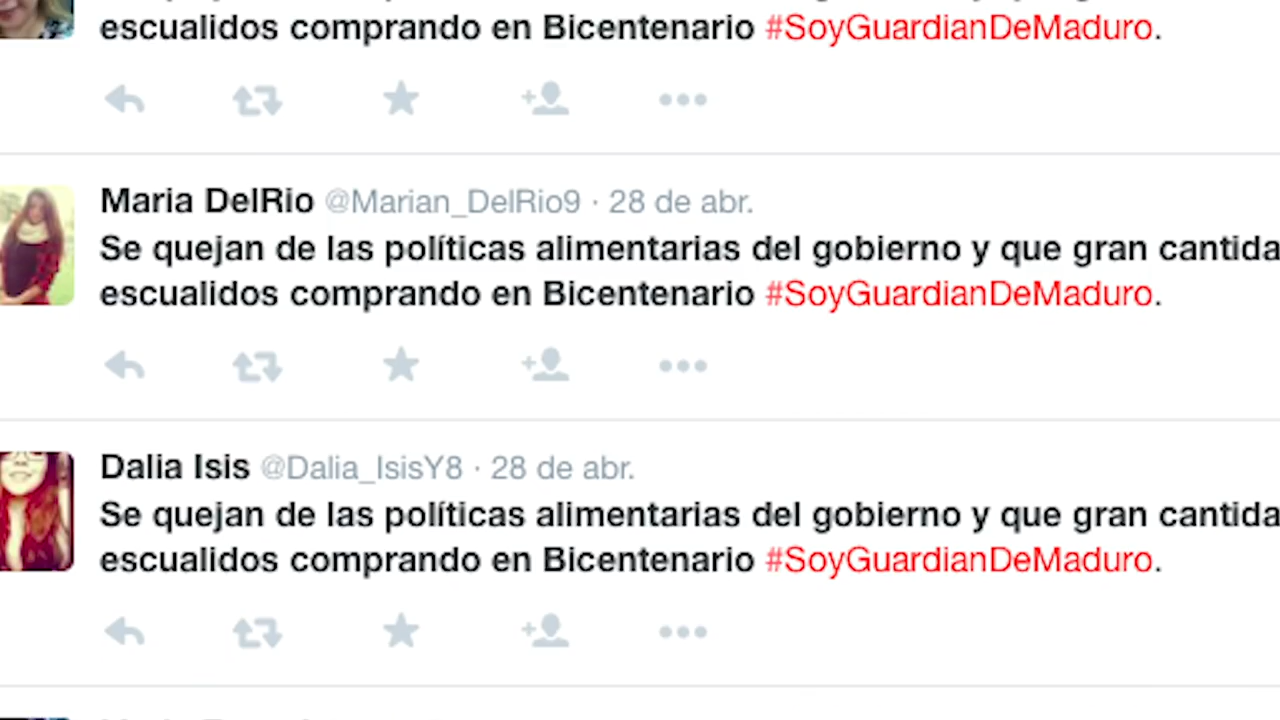 escualidos comprando en Bicentenario #SoyGuardianDeMaduro.
Maria DelRio @Marian_DelRio9 · 28 de abr.
Se quejan de las políticas alimentarias del gobierno y que gran cantida
escualidos comprando en Bicentenario #SoyGuardianDeMaduro.
Dalia Isis @Dalia_IsisY8 · 28 de abr.
Se quejan de las políticas alimentarias del gobierno y que gran cantida
escualidos comprando en Bicentenario #SoyGuardianDeMaduro.